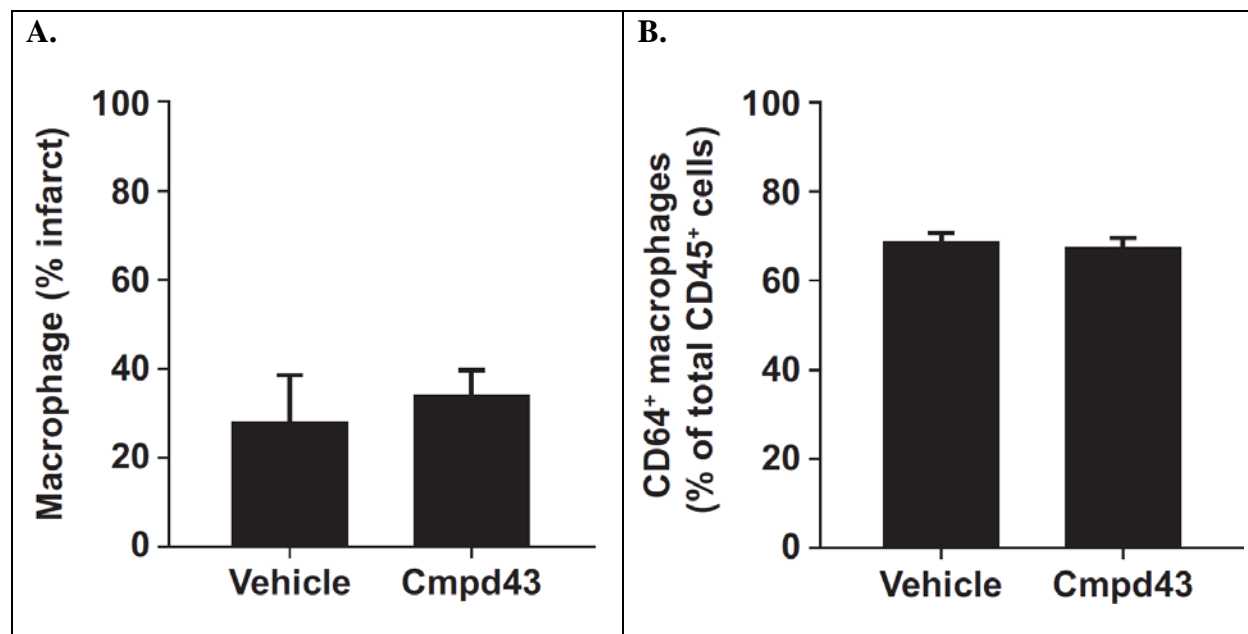 A.
100
80
60
40
20
0
Macrophage (% infarct)
Vehicle Cmpd43
B.
100
80
60
40
20
0
CD64⁺ macrophages
(% of total CD45⁺ cells)
Vehicle Cmpd43